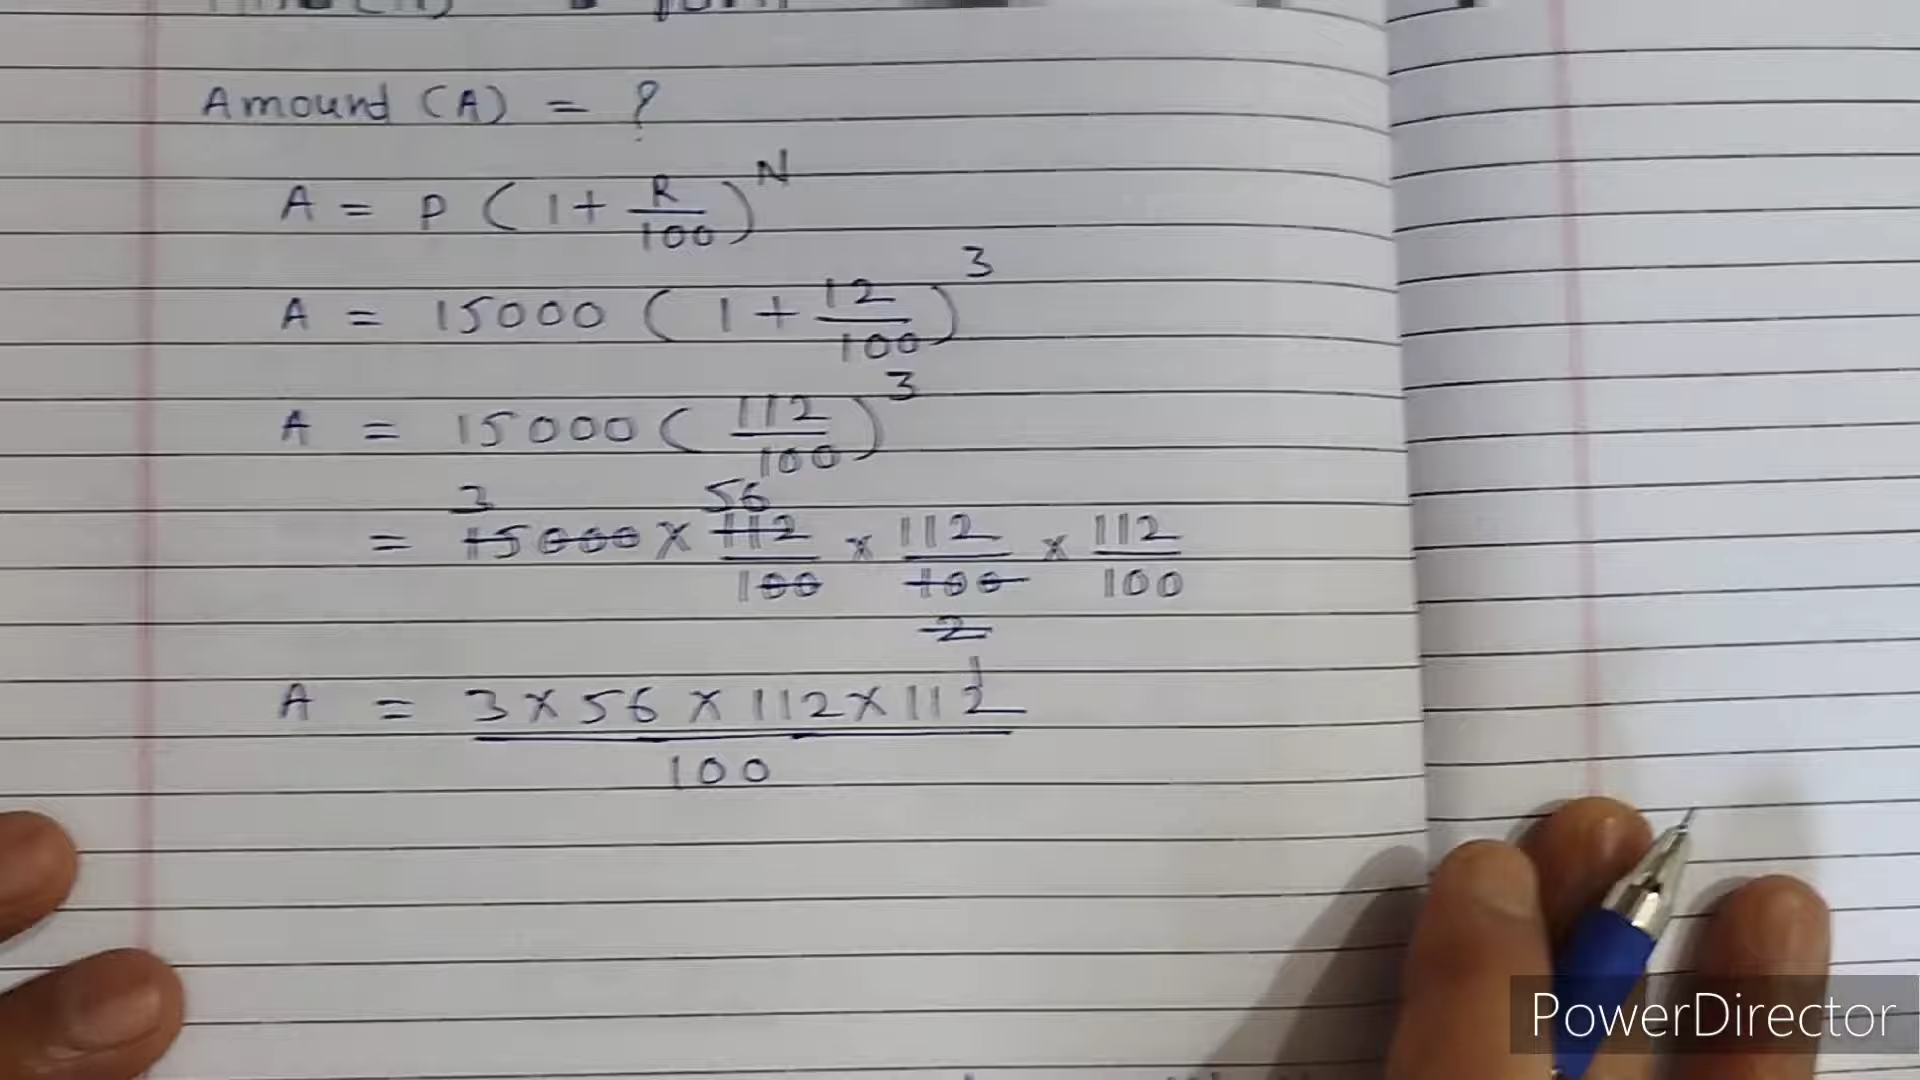 Amount (A) = ?
A = P ( 1 + R/100 )^N
A = 15000 ( 1 + 12/100 )^3
A = 15000 ( 112/100 )^3
3 56
= 15000 × 112/100 × 112/100 × 112/100
2
1
A = 3 × 56 × 112 × 112 / 100
PowerDirector